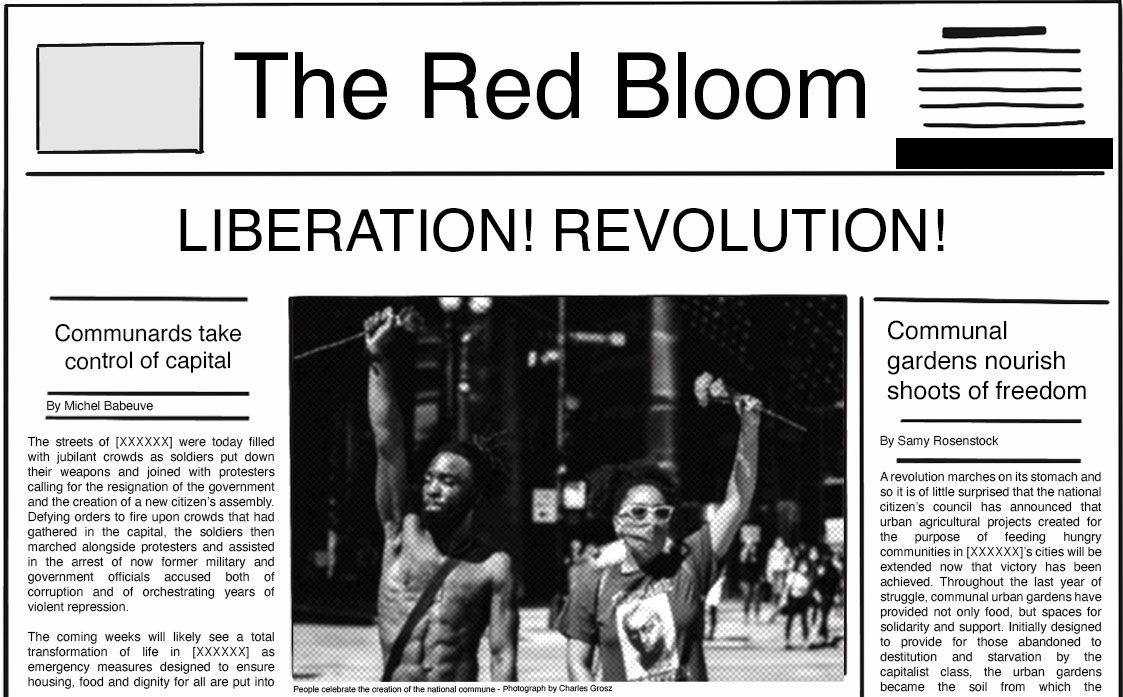 The Red Bloom
LIBERATION! REVOLUTION!
Communards take
control of capital
By Michel Babeuve
The streets of [XXXXXX] were today filled
with jubilant crowds as soldiers put down
their weapons and joined with protesters
calling for the resignation of the government
and the creation of a new citizen's assembly.
Defying orders to fire upon crowds that had
gathered in the capital, the soldiers then
marched alongside protesters and assisted
in the arrest of now former military and
government officials accused both of
corruption and of orchestrating years of
violent repression.
The coming weeks will likely see a total
transformation of life in [XXXXXX] as
emergency measures designed to ensure
housing, food and dignity for all are put into
People celebrate the creation of the national commune - Photograph by Charles Grosz
Communal
gardens nourish
shoots of freedom
By Samy Rosenstock
A revolution marches on its stomach and
so it is of little surprised that the national
citizen's council has announced that
urban agricultural projects created for
the purpose of feeding hungry
communities in [XXXXXX]'s cities will be
extended now that victory has been
achieved. Throughout the last year of
struggle, communal urban gardens have
provided not only food, but spaces for
solidarity and support. Initially designed
to provide for those abandoned to
destitution and starvation by the
capitalist class, the urban gardens
became the soil from which the